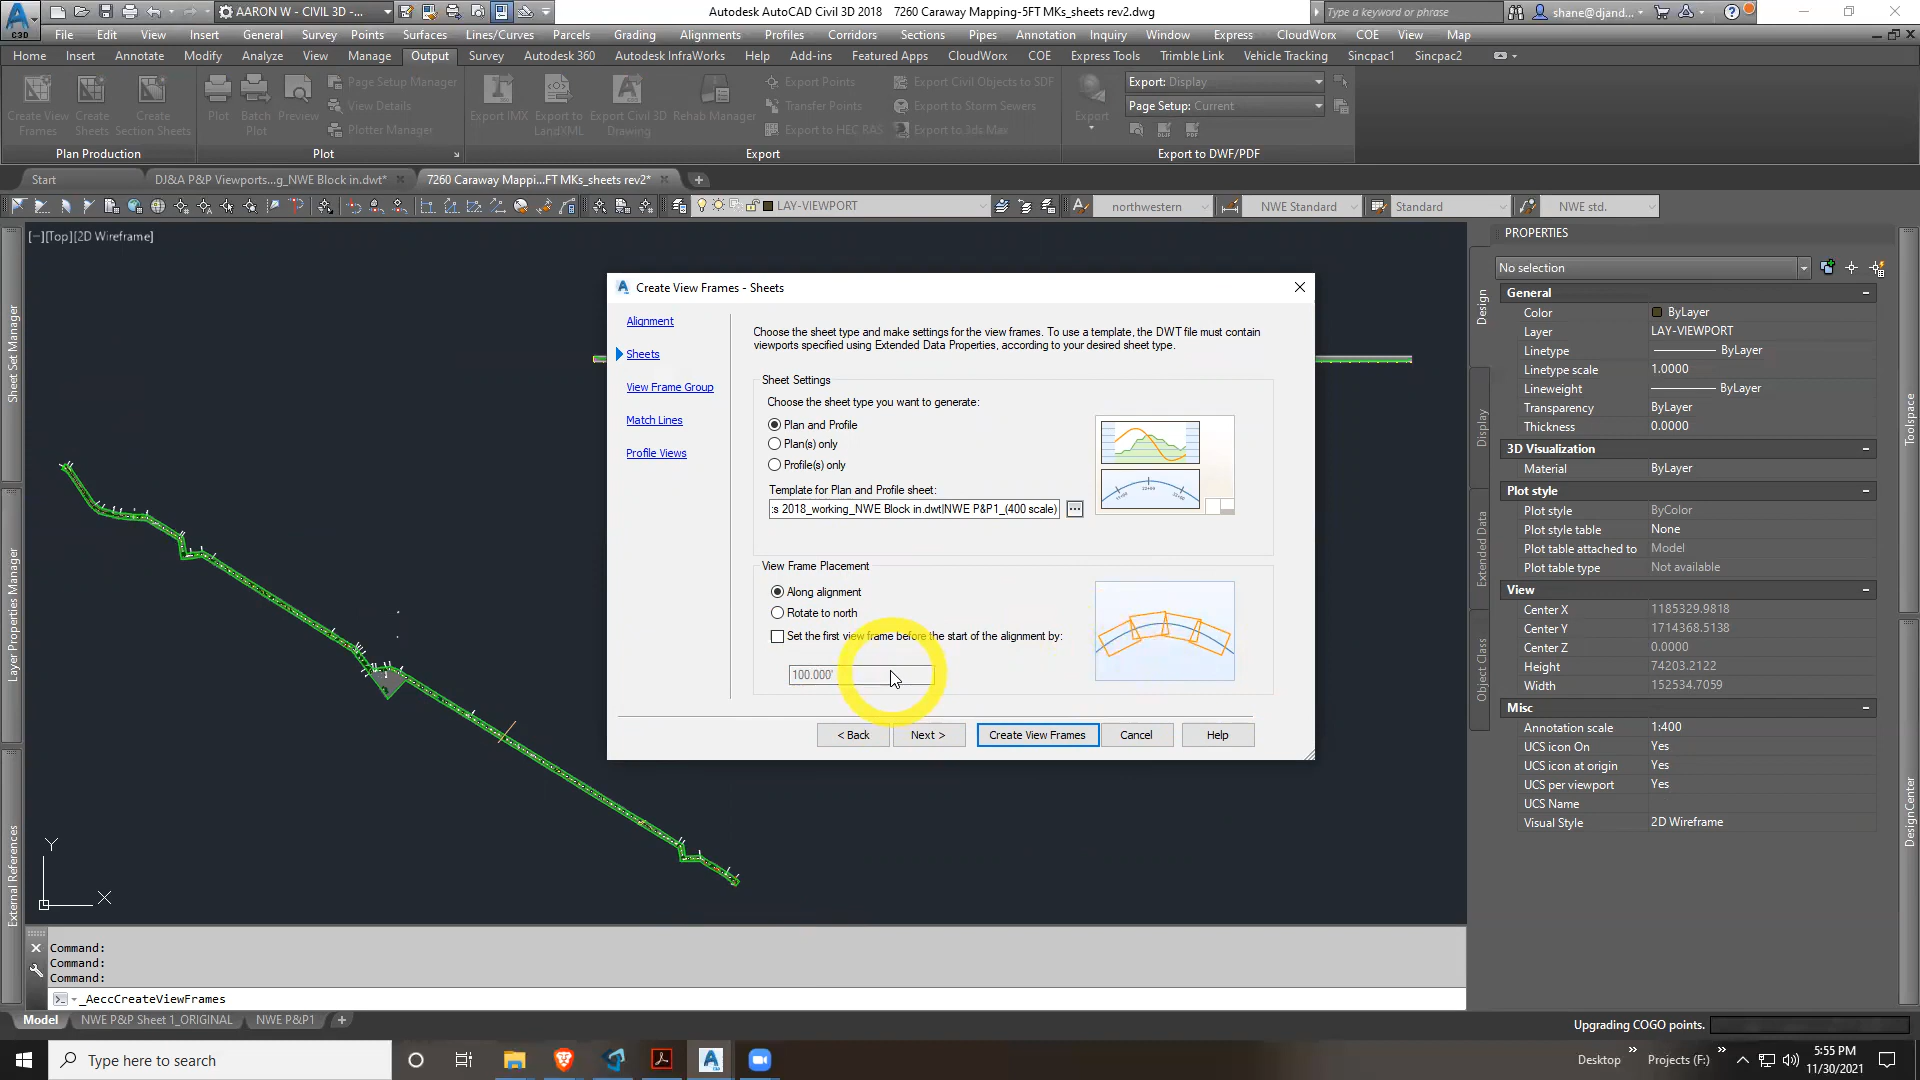 AARON W - CIVIL 3D -...
Autodesk AutoCAD Civil 3D 2018
7260 Caraway Mapping-5FT MKs_sheets rev2.dwg
Type a keyword or phrase
shane@djand...
C3D
File
Edit
View
Insert
General
Survey
Points
Surfaces
Lines/Curves
Parcels
Grading
Alignments
Profiles
Corridors
Sections
Pipes
Annotation
Inquiry
Window
Express
CloudWorx
COE
View
Map
Home
Insert
Annotate
Modify
Analyze
View
Manage
Output
Survey
Autodesk 360
Autodesk InfraWorks
Help
Add-ins
Featured Apps
CloudWorx
COE
Express Tools
Trimble Link
Vehicle Tracking
Sincpac1
Sincpac2
Create View Frames
Create Sheets
Create Section Sheets
Plan Production
Plot
Batch Plot
Preview
Page Setup Manager
View Details
Plotter Manager
Plot
Export IMX
Export to LandXML
Export Civil 3D Drawing
Rehab Manager
Export Points
Transfer Points
Export to HEC RAS
Export Civil Objects to SDF
Export to Storm Sewers
Export to 3ds Max
Export
Export
Export: Display
Page Setup: Current
Export to DWF/PDF
Start
DJ&A P&P Viewports...g_NWE Block in.dwt*
7260 Caraway Mappi...FT MKs_sheets rev2*
LAY-VIEWPORT
northwestern
NWE Standard
Standard
NWE std.
[−][Top][2D Wireframe]
Sheet Set Manager
Layer Properties Manager
External References
Create View Frames - Sheets
Alignment
Sheets
View Frame Group
Match Lines
Profile Views
Choose the sheet type and make settings for the view frames. To use a template, the DWT file must contain
viewports specified using Extended Data Properties, according to your desired sheet type.
Sheet Settings
Choose the sheet type you want to generate:
Plan and Profile
Plan(s) only
Profile(s) only
Template for Plan and Profile sheet:
:s 2018_working_NWE Block in.dwt|NWE P&P1_(400 scale)
...
View Frame Placement
Along alignment
Rotate to north
Set the first view frame before the start of the alignment by:
100.000'
< Back
Next >
Create View Frames
Cancel
Help
Y
X
PROPERTIES
No selection
Design
Display
Extended Data
Object Class
General
Color ByLayer
Layer LAY-VIEWPORT
Linetype ByLayer
Linetype scale 1.0000
Lineweight ByLayer
Transparency ByLayer
Thickness 0.0000
3D Visualization
Material ByLayer
Plot style
Plot style ByColor
Plot style table None
Plot table attached to Model
Plot table type Not available
View
Center X 1185329.9818
Center Y 1714368.5138
Center Z 0.0000
Height 74203.2122
Width 152534.7059
Misc
Annotation scale 1:400
UCS icon On Yes
UCS icon at origin Yes
UCS per viewport Yes
UCS Name
Visual Style 2D Wireframe
Toolspace
DesignCenter
Command:
Command:
Command:
_AeccCreateViewFrames
Model
NWE P&P Sheet 1_ORIGINAL
NWE P&P1
Upgrading COGO points.
Type here to search
Desktop
Projects (F:)
5:55 PM
11/30/2021